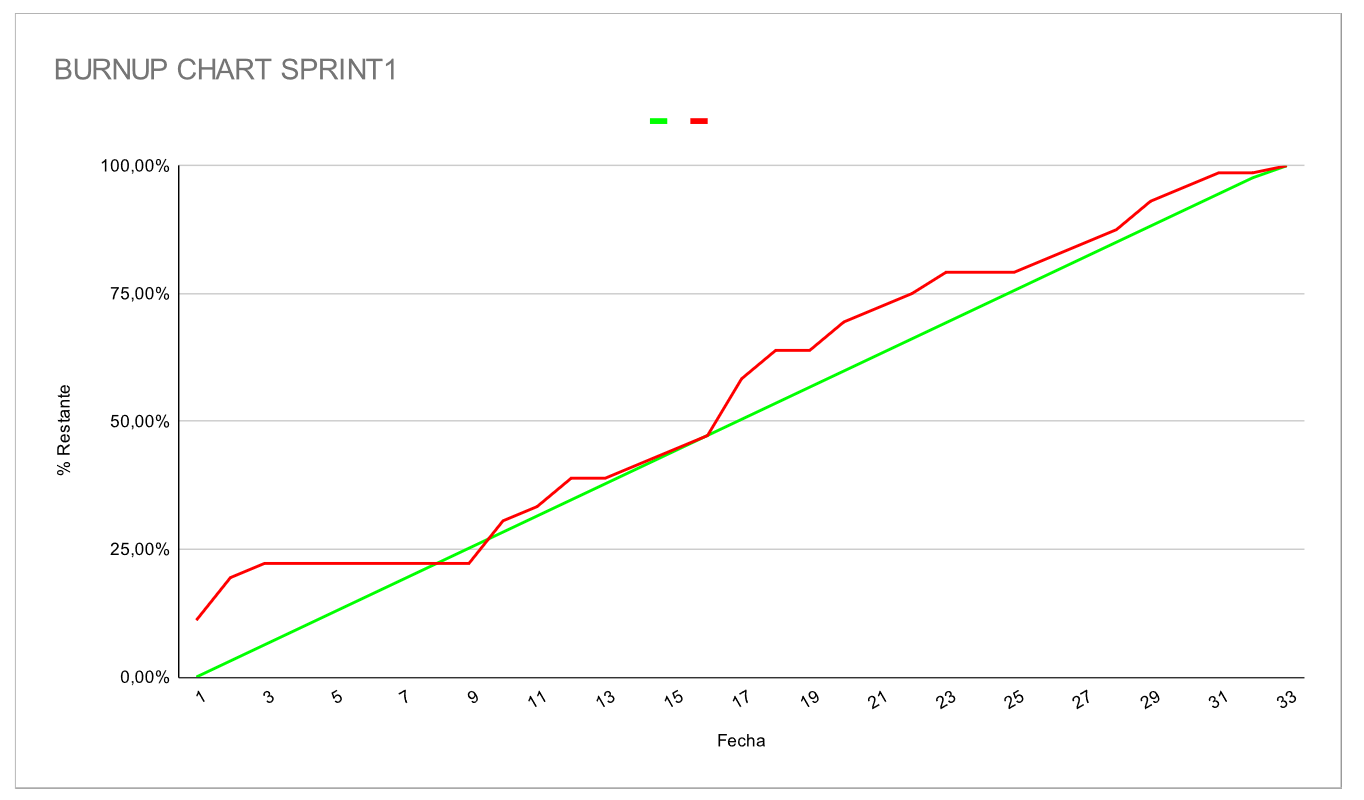 BURNUP CHART SPRINT1
100,00%
75,00%
50,00%
25,00%
0,00%
% Restante
1 3 5 7 9 11 13 15 17 19 21 23 25 27 29 31 33
Fecha